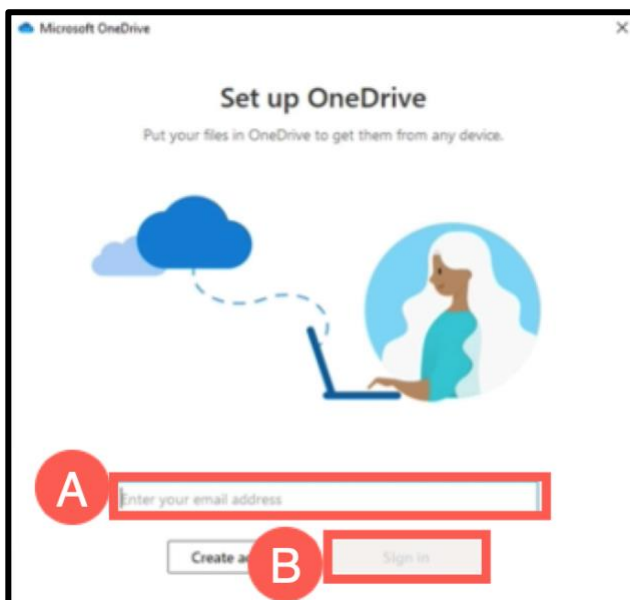 Microsoft OneDrive
Set up OneDrive
Put your files in OneDrive to get them from any device.
A
Enter your email address
Create a
B
Sign in